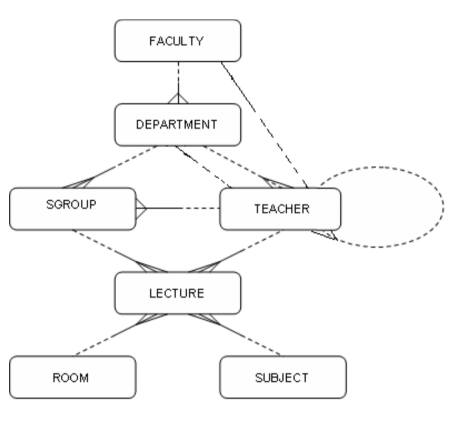 FACULTY
DEPARTMENT
SGROUP
TEACHER
LECTURE
ROOM
SUBJECT